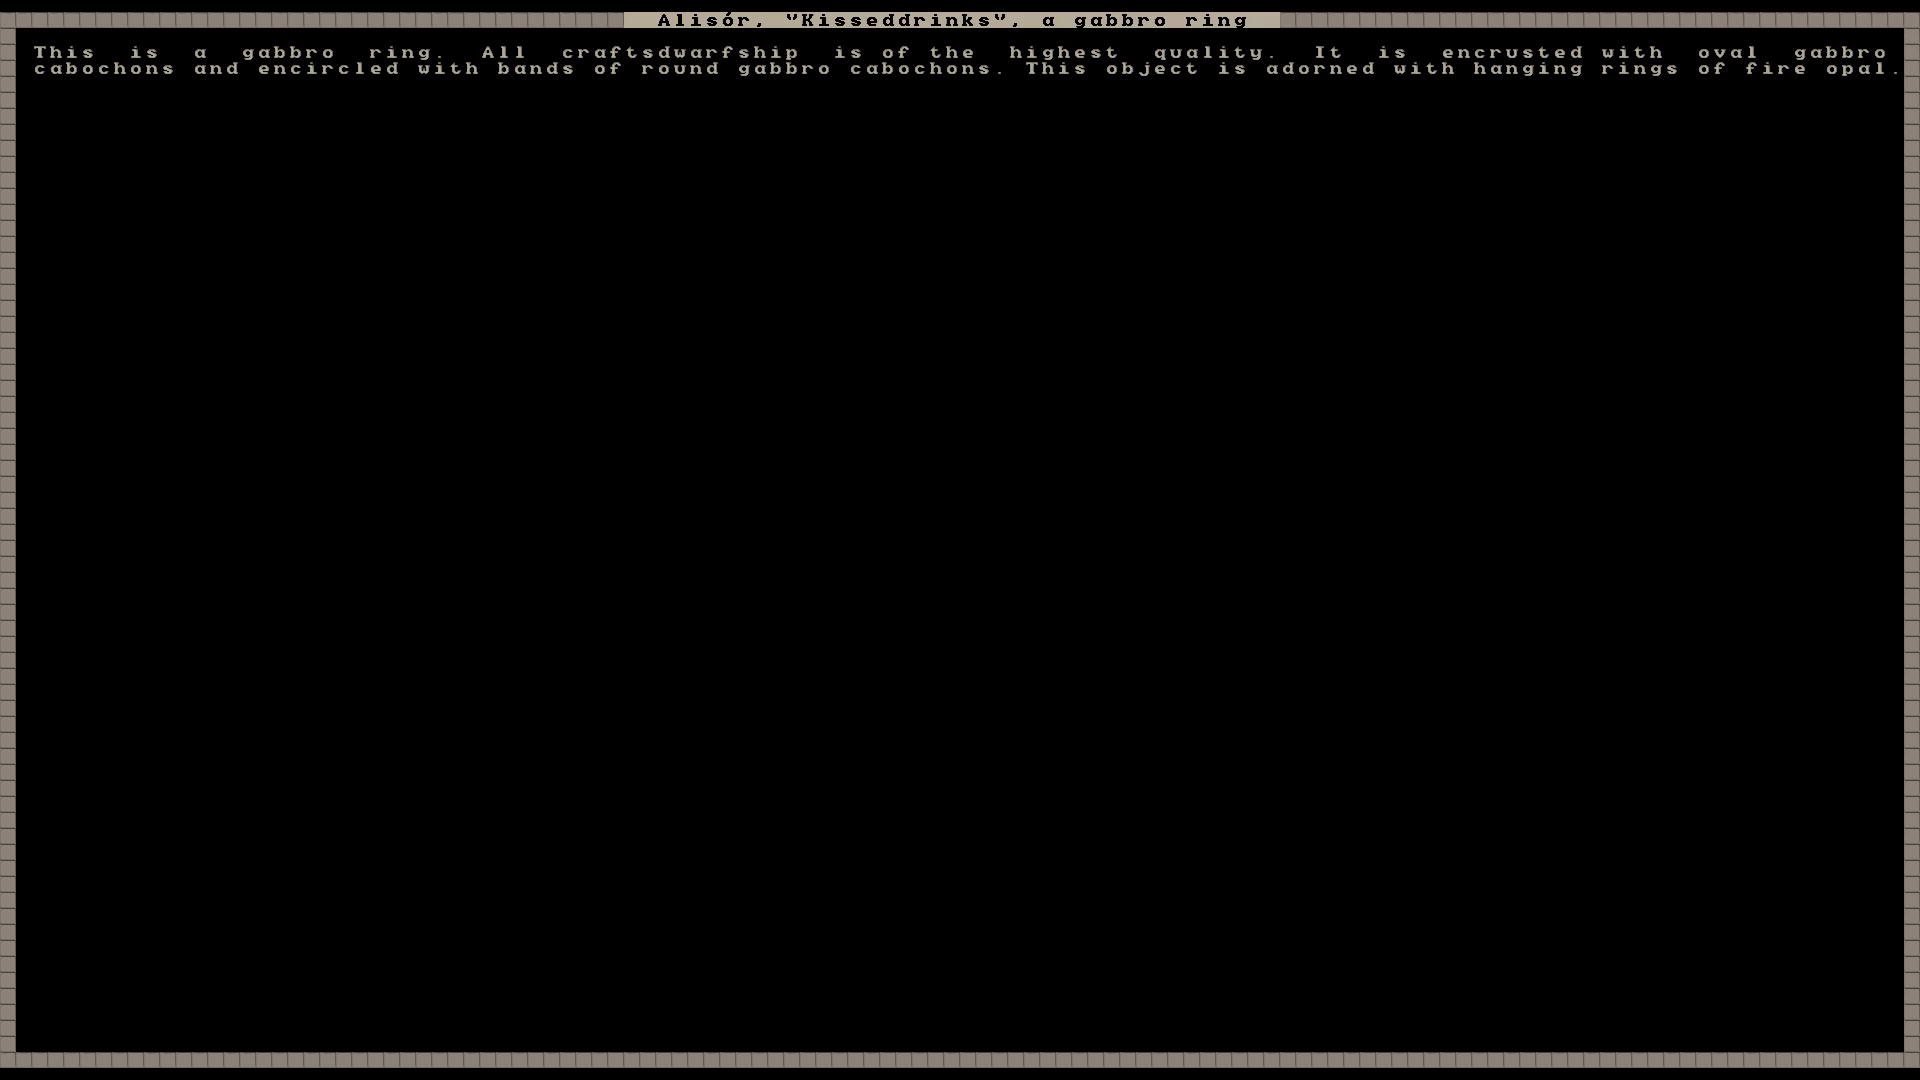 Alisór, "Kisseddrinks", a gabbro ring
This is a gabbro ring. All craftsdwarfship is of the highest quality. It is encrusted with oval gabbro
cabochons and encircled with bands of round gabbro cabochons. This object is adorned with hanging rings of fire opal.